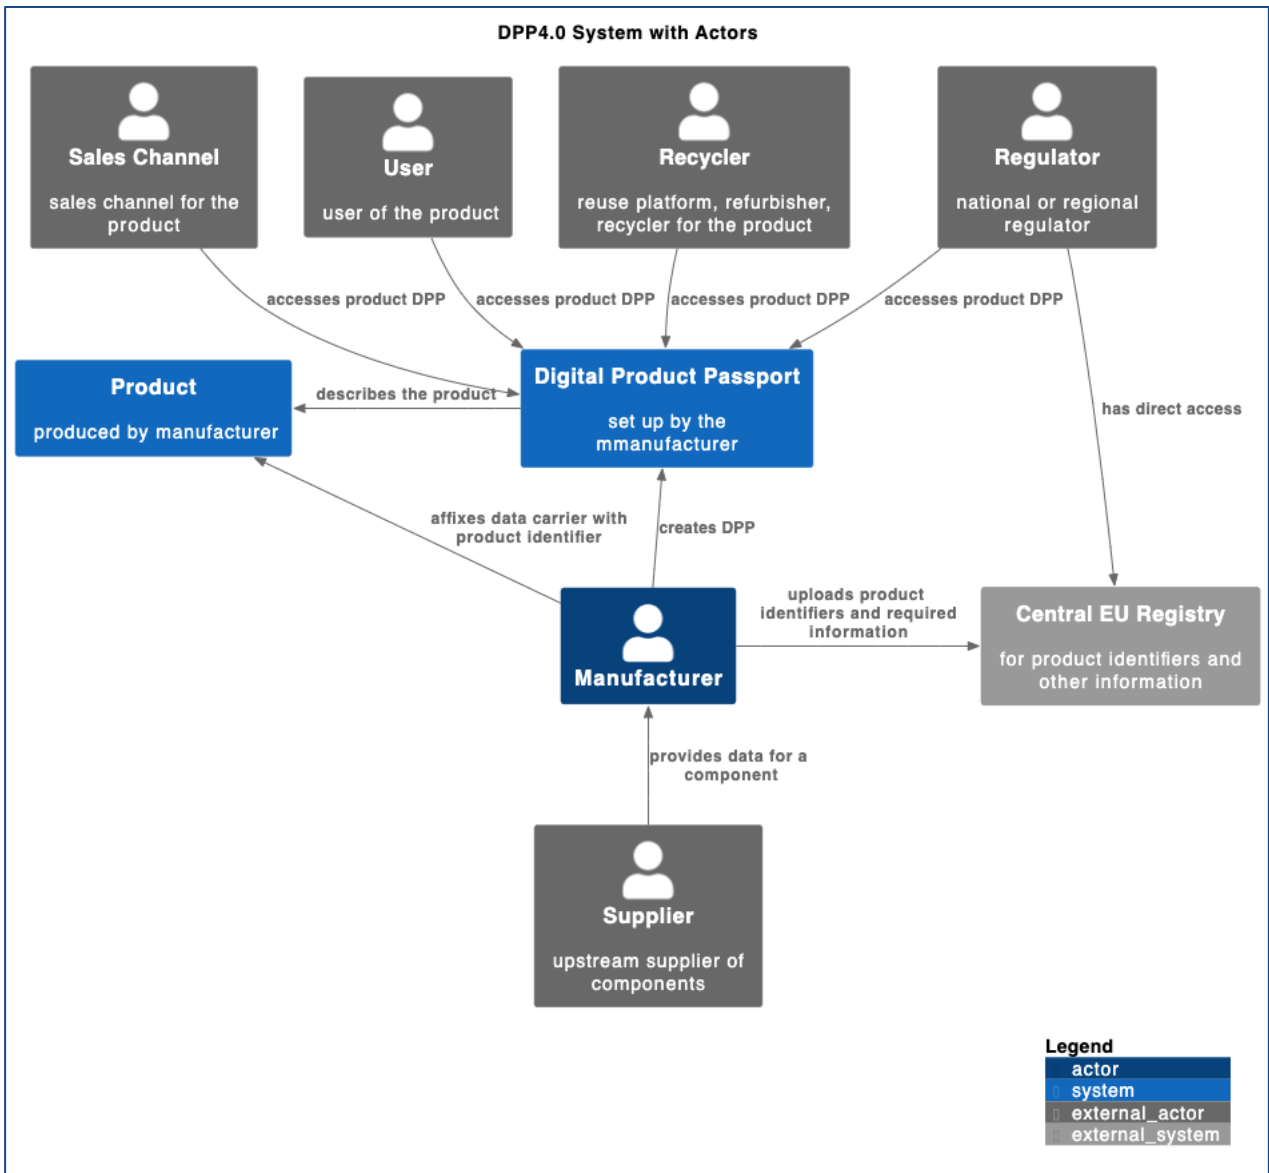 DPP4.0 System with Actors
Sales Channel
sales channel for the
product
User
user of the product
Recycler
reuse platform, refurbisher,
recycler for the product
Regulator
national or regional
regulator
accesses product DPP
accesses product DPP
accesses product DPP
accesses product DPP
Product
produced by manufacturer
describes the product
Digital Product Passport
set up by the
mmanufacturer
has direct access
affixes data carrier with
product identifier
creates DPP
Manufacturer
uploads product
identifiers and required
information
Central EU Registry
for product identifiers and
other information
provides data for a
component
Supplier
upstream supplier of
components
Legend
actor
system
external_actor
external_system